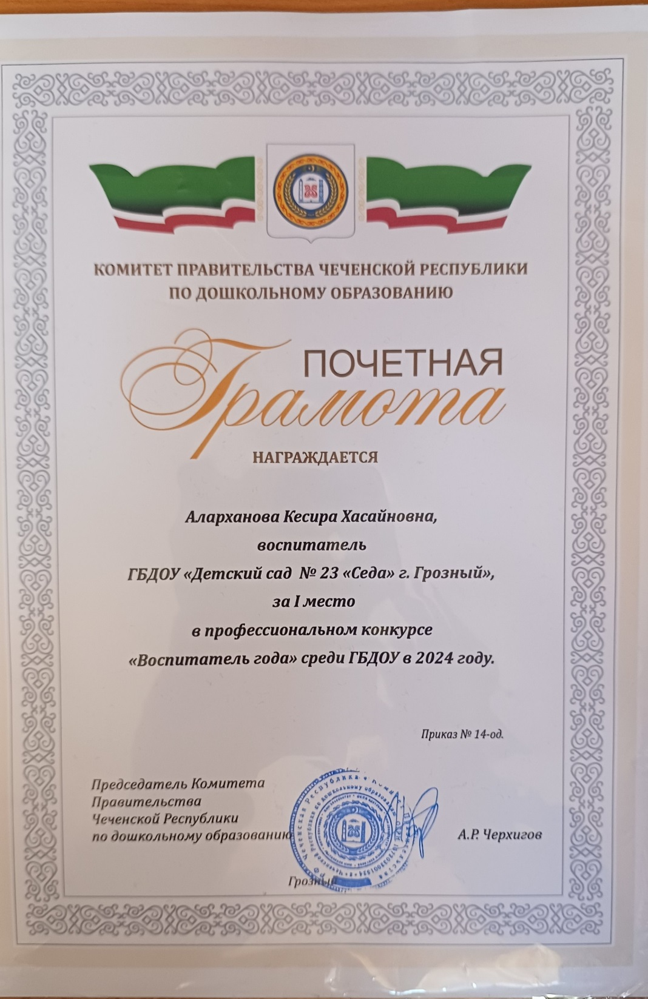 КОМИТЕТ ПРАВИТЕЛЬСТВА ЧЕЧЕНСКОЙ РЕСПУБЛИКИ
ПО ДОШКОЛЬНОМУ ОБРАЗОВАНИЮ
ПОЧЕТНАЯ
Грамота
НАГРАЖДАЕТСЯ
Аларханова Кесира Хасайновна,
воспитатель
ГБДОУ «Детский сад № 23 «Седа» г. Грозный»,
за I место
в профессиональном конкурсе
«Воспитатель года» среди ГБДОУ в 2024 году.
Приказ № 14-од.
Председатель Комитета
Правительства
Чеченской Республики
по дошкольному образованию
А.Р. Черхигов
Грозный